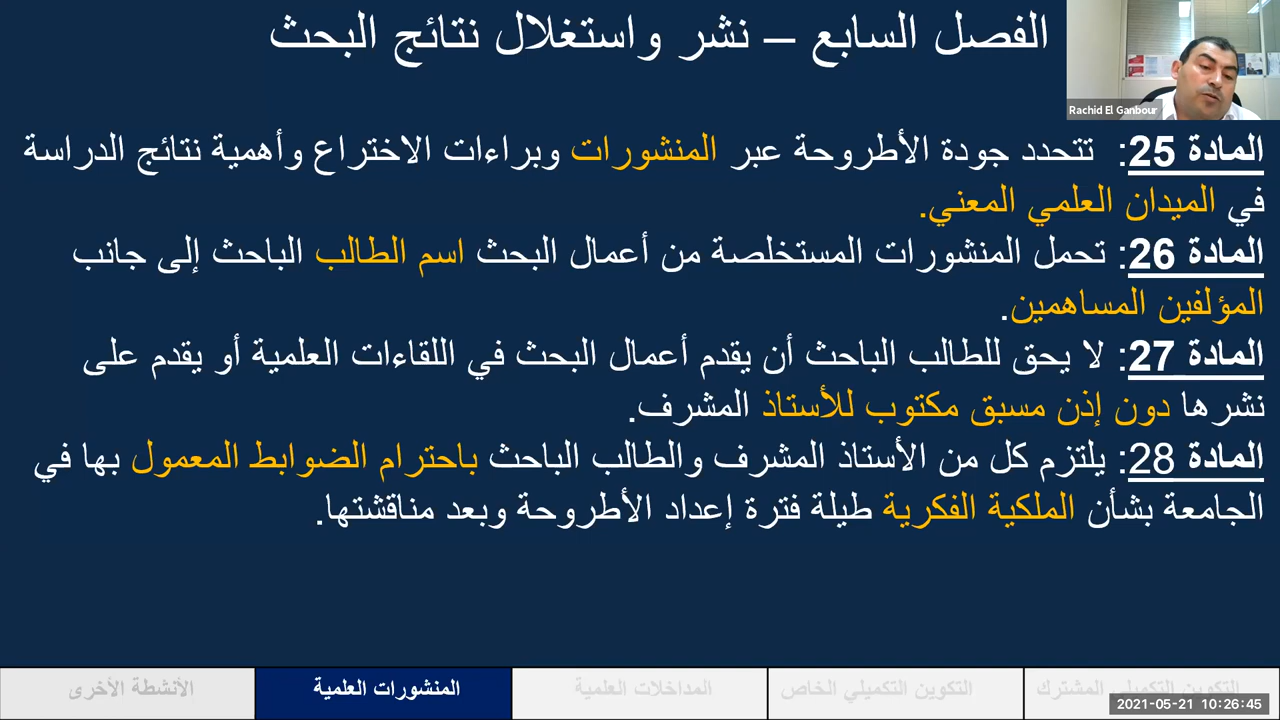 الفصل السابع – نشر واستغلال نتائج البحث
Rachid El Ganbour
المادة 25: تتحدد جودة الأطروحة عبر المنشورات وبراءات الاختراع وأهمية نتائج الدراسة
في الميدان العلمي المعني.
المادة 26: تحمل المنشورات المستخلصة من أعمال البحث اسم الطالب الباحث إلى جانب
المؤلفين المساهمين.
المادة 27: لا يحق للطالب الباحث أن يقدم أعمال البحث في اللقاءات العلمية أو يقدم على
نشرها دون إذن مسبق مكتوب للأستاذ المشرف.
المادة 28: يلتزم كل من الأستاذ المشرف والطالب الباحث باحترام الضوابط المعمول بها في
الجامعة بشأن الملكية الفكرية طيلة فترة إعداد الأطروحة وبعد مناقشتها.
التكوين التكميلي المشترك
التكوين التكميلي الخاص
المداخلات العلمية
المنشورات العلمية
الأنشطة الأخرى
2021-05-21 10:26:45